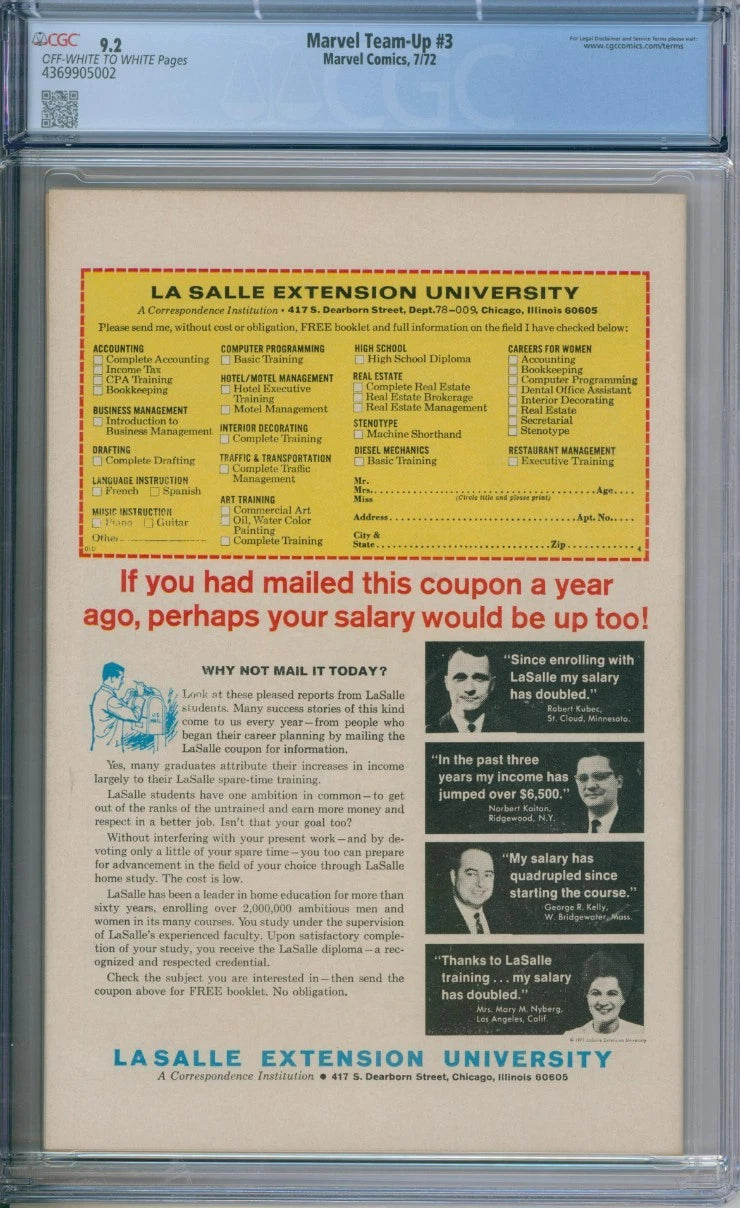 CGC 9.2
OFF-WHITE TO WHITE Pages
4369905002
Marvel Team-Up #3
Marvel Comics, 7/72
For Legal Disclaimer and Service Terms please visit:
www.cgccomics.com/terms
CGC
LA SALLE EXTENSION UNIVERSITY
A Correspondence Institution • 417 S. Dearborn Street, Dept. 78-009, Chicago, Illinois 60605
Please send me, without cost or obligation, FREE booklet and full information on the field I have checked below:
ACCOUNTING
Complete Accounting
Income Tax
CPA Training
Bookkeeping
BUSINESS MANAGEMENT
Introduction to
Business Management
DRAFTING
Complete Drafting
LANGUAGE INSTRUCTION
French Spanish
MUSIC INSTRUCTION
Piano Guitar
Other
COMPUTER PROGRAMMING
Basic Training
HOTEL/MOTEL MANAGEMENT
Hotel Executive
Training
Motel Management
INTERIOR DECORATING
Complete Training
TRAFFIC & TRANSPORTATION
Complete Traffic
Management
ART TRAINING
Commercial Art
Oil, Water Color
Painting
Complete Training
HIGH SCHOOL
High School Diploma
REAL ESTATE
Complete Real Estate
Real Estate Brokerage
Real Estate Management
STENOTYPE
Machine Shorthand
DIESEL MECHANICS
Basic Training
CAREERS FOR WOMEN
Accounting
Bookkeeping
Computer Programming
Dental Office Assistant
Interior Decorating
Real Estate
Secretarial
Stenotype
RESTAURANT MANAGEMENT
Executive Training
Mr.
Mrs. Age
Miss (Circle title and please print)
Address Apt. No.
City &
State Zip
4
If you had mailed this coupon a year
ago, perhaps your salary would be up too!
WHY NOT MAIL IT TODAY?
Look at these pleased reports from LaSalle
students. Many success stories of this kind
come to us every year—from people who
began their career planning by mailing the
LaSalle coupon for information.
Yes, many graduates attribute their increases in income
largely to their LaSalle spare-time training.
LaSalle students have one ambition in common—to get
out of the ranks of the untrained and earn more money and
respect in a better job. Isn't that your goal too?
Without interfering with your present work—and by de-
voting only a little of your spare time—you too can prepare
for advancement in the field of your choice through LaSalle
home study. The cost is low.
LaSalle has been a leader in home education for more than
sixty years, enrolling over 2,000,000 ambitious men and
women in its many courses. You study under the supervision
of LaSalle's experienced faculty. Upon satisfactory comple-
tion of your study, you receive the LaSalle diploma—a rec-
ognized and respected credential.
Check the subject you are interested in—then send the
coupon above for FREE booklet. No obligation.
"Since enrolling with
LaSalle my salary
has doubled."
Robert Kubec,
St. Cloud, Minnesota.
"In the past three
years my income has
jumped over $6,500."
Norbert Kaiton,
Ridgewood, N.Y.
"My salary has
quadrupled since
starting the course."
George R. Kelly,
W. Bridgewater, Mass.
"Thanks to LaSalle
training . . . my salary
has doubled."
Mrs. Mary M. Nyberg,
Los Angeles, Calif.
© 1971 LaSalle Extension University
LA SALLE EXTENSION UNIVERSITY
A Correspondence Institution • 417 S. Dearborn Street, Chicago, Illinois 60605